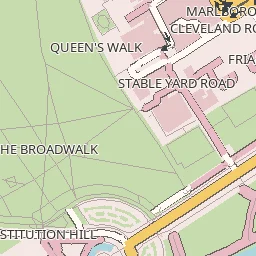 MARLBORO
CLEVELAND RO
QUEEN'S WALK
FRIA
STABLE YARD ROAD
HE BROADWALK
STITUTION HILL